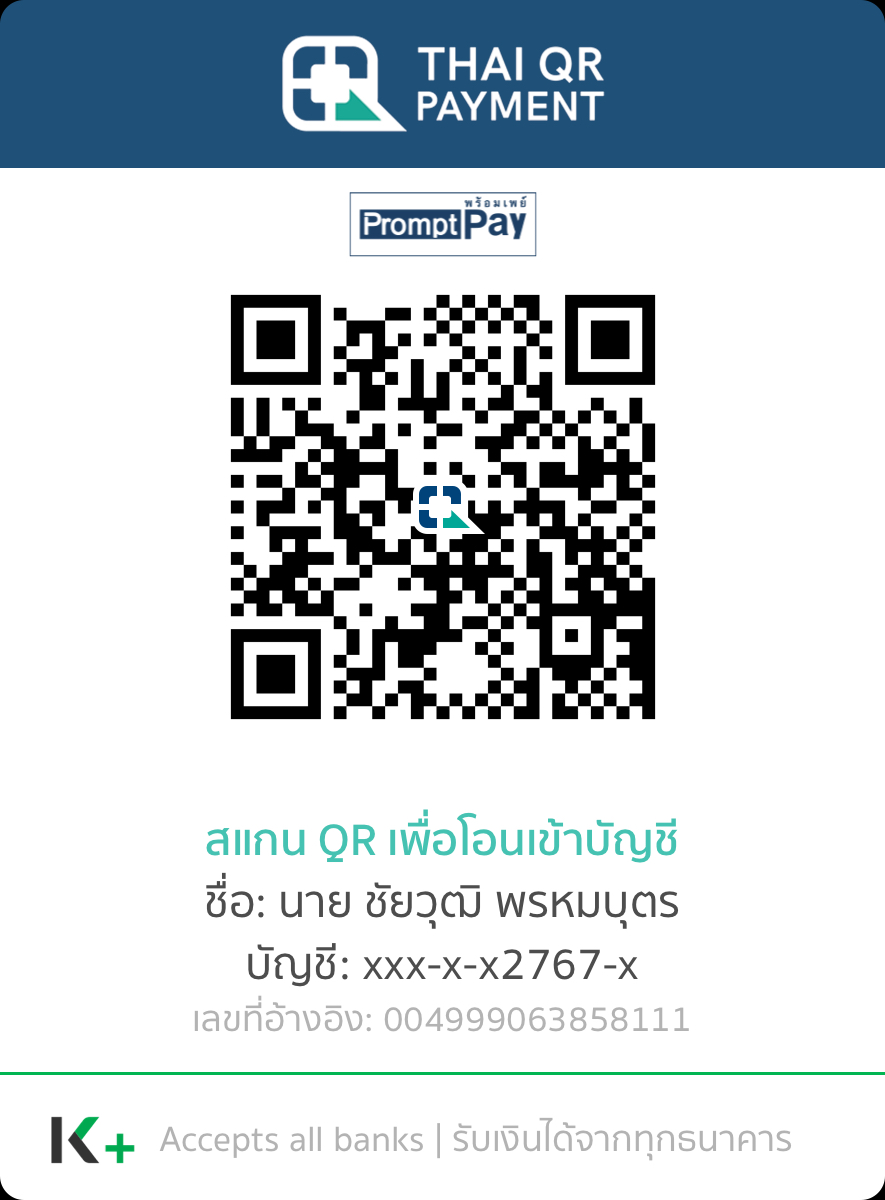 THAI QR
PAYMENT
พร้อมเพย์
PromptPay
สแกน QR เพื่อโอนเข้าบัญชี
ชื่อ: นาย ชัยวุฒิ พรหมบุตร
บัญชี: xxx-x-x2767-x
เลขที่อ้างอิง: 004999063858111
K+ Accepts all banks | รับเงินได้จากทุกธนาคาร